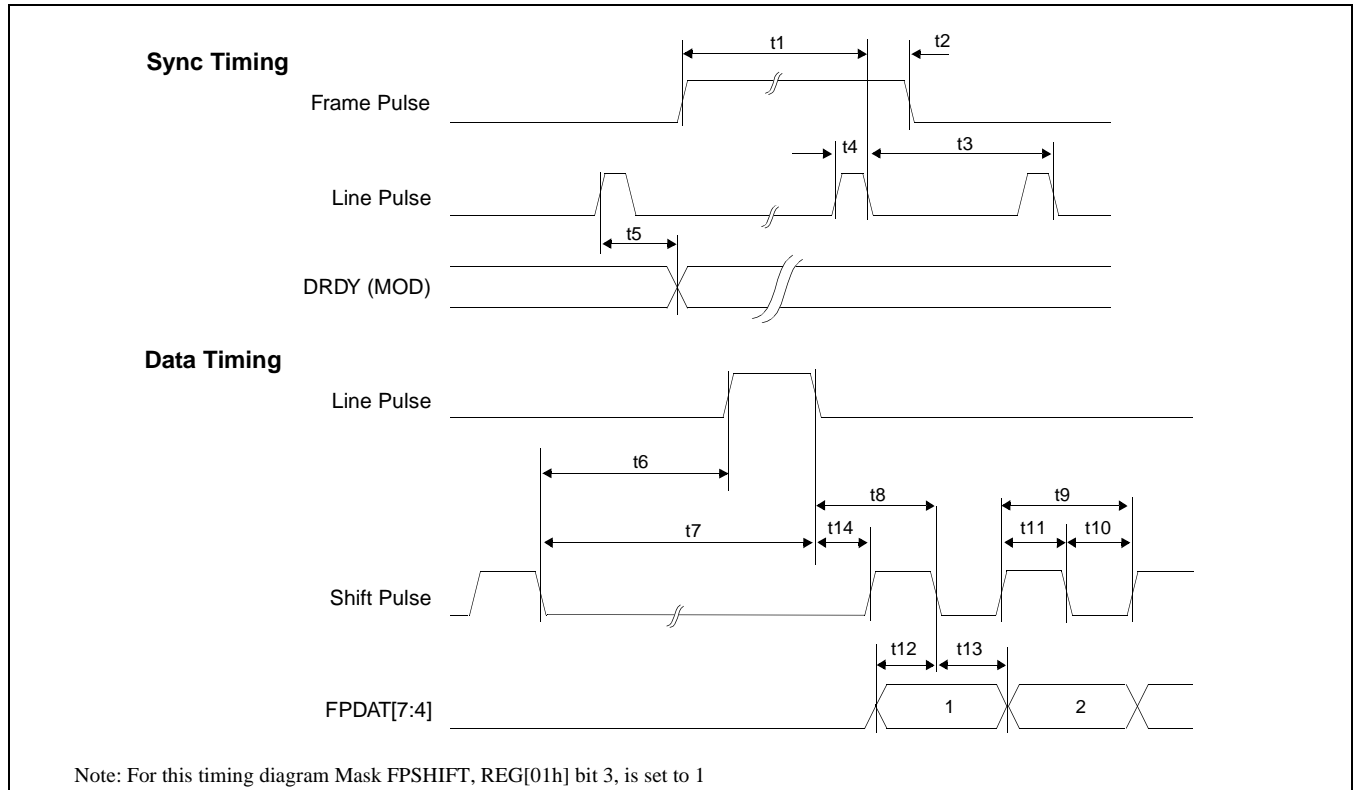 Sync Timing
t1
t2
Frame Pulse
t4
t3
Line Pulse
t5
DRDY (MOD)
Data Timing
Line Pulse
t6
t8
t9
t7
t14
t11
t10
Shift Pulse
t12
t13
FPDAT[7:4]
1
2
Note: For this timing diagram Mask FPSHIFT, REG[01h] bit 3, is set to 1